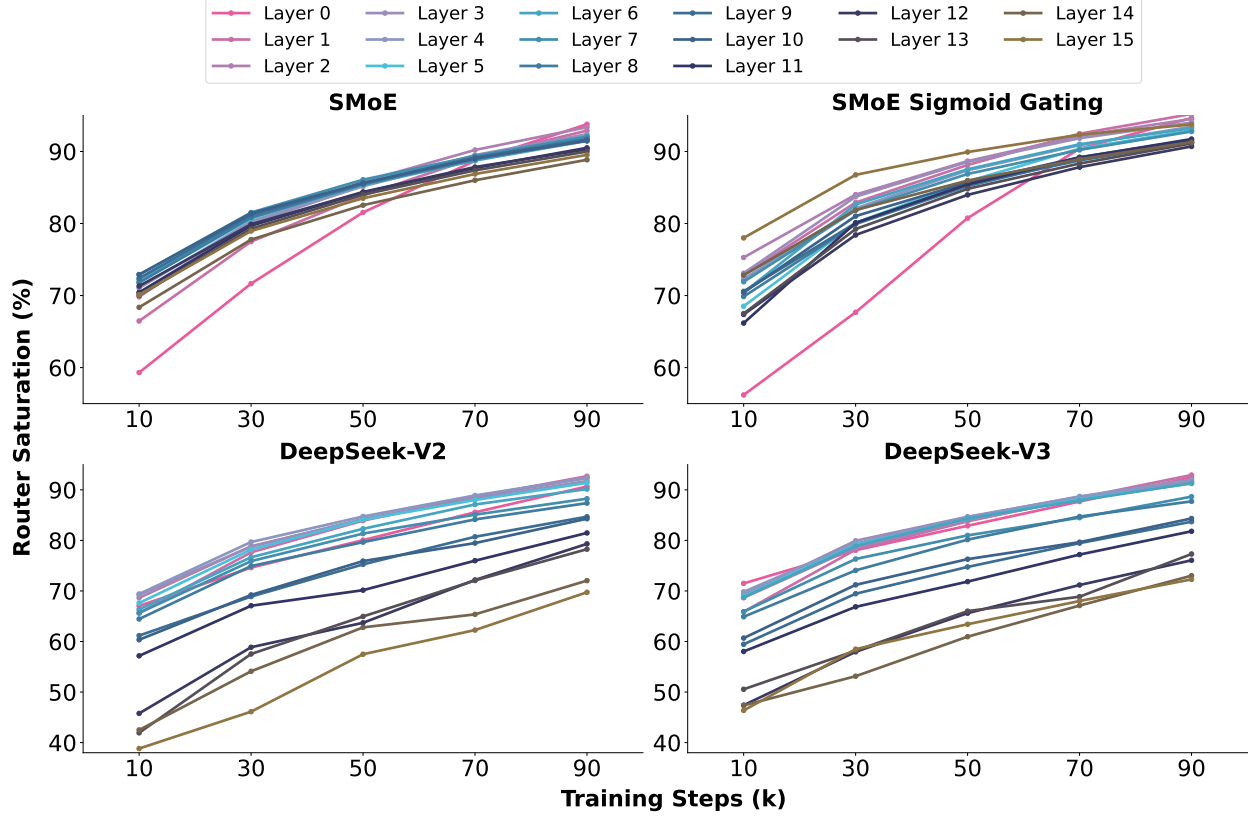 Layer 0 Layer 3 Layer 6 Layer 9 Layer 12 Layer 14
Layer 1 Layer 4 Layer 7 Layer 10 Layer 13 Layer 15
Layer 2 Layer 5 Layer 8 Layer 11
SMoE
SMoE Sigmoid Gating
90
80
70
60
10 30 50 70 90
90
80
70
60
10 30 50 70 90
Router Saturation (%)
DeepSeek-V2
DeepSeek-V3
90
80
70
60
50
40
10 30 50 70 90
90
80
70
60
50
40
10 30 50 70 90
Training Steps (k)